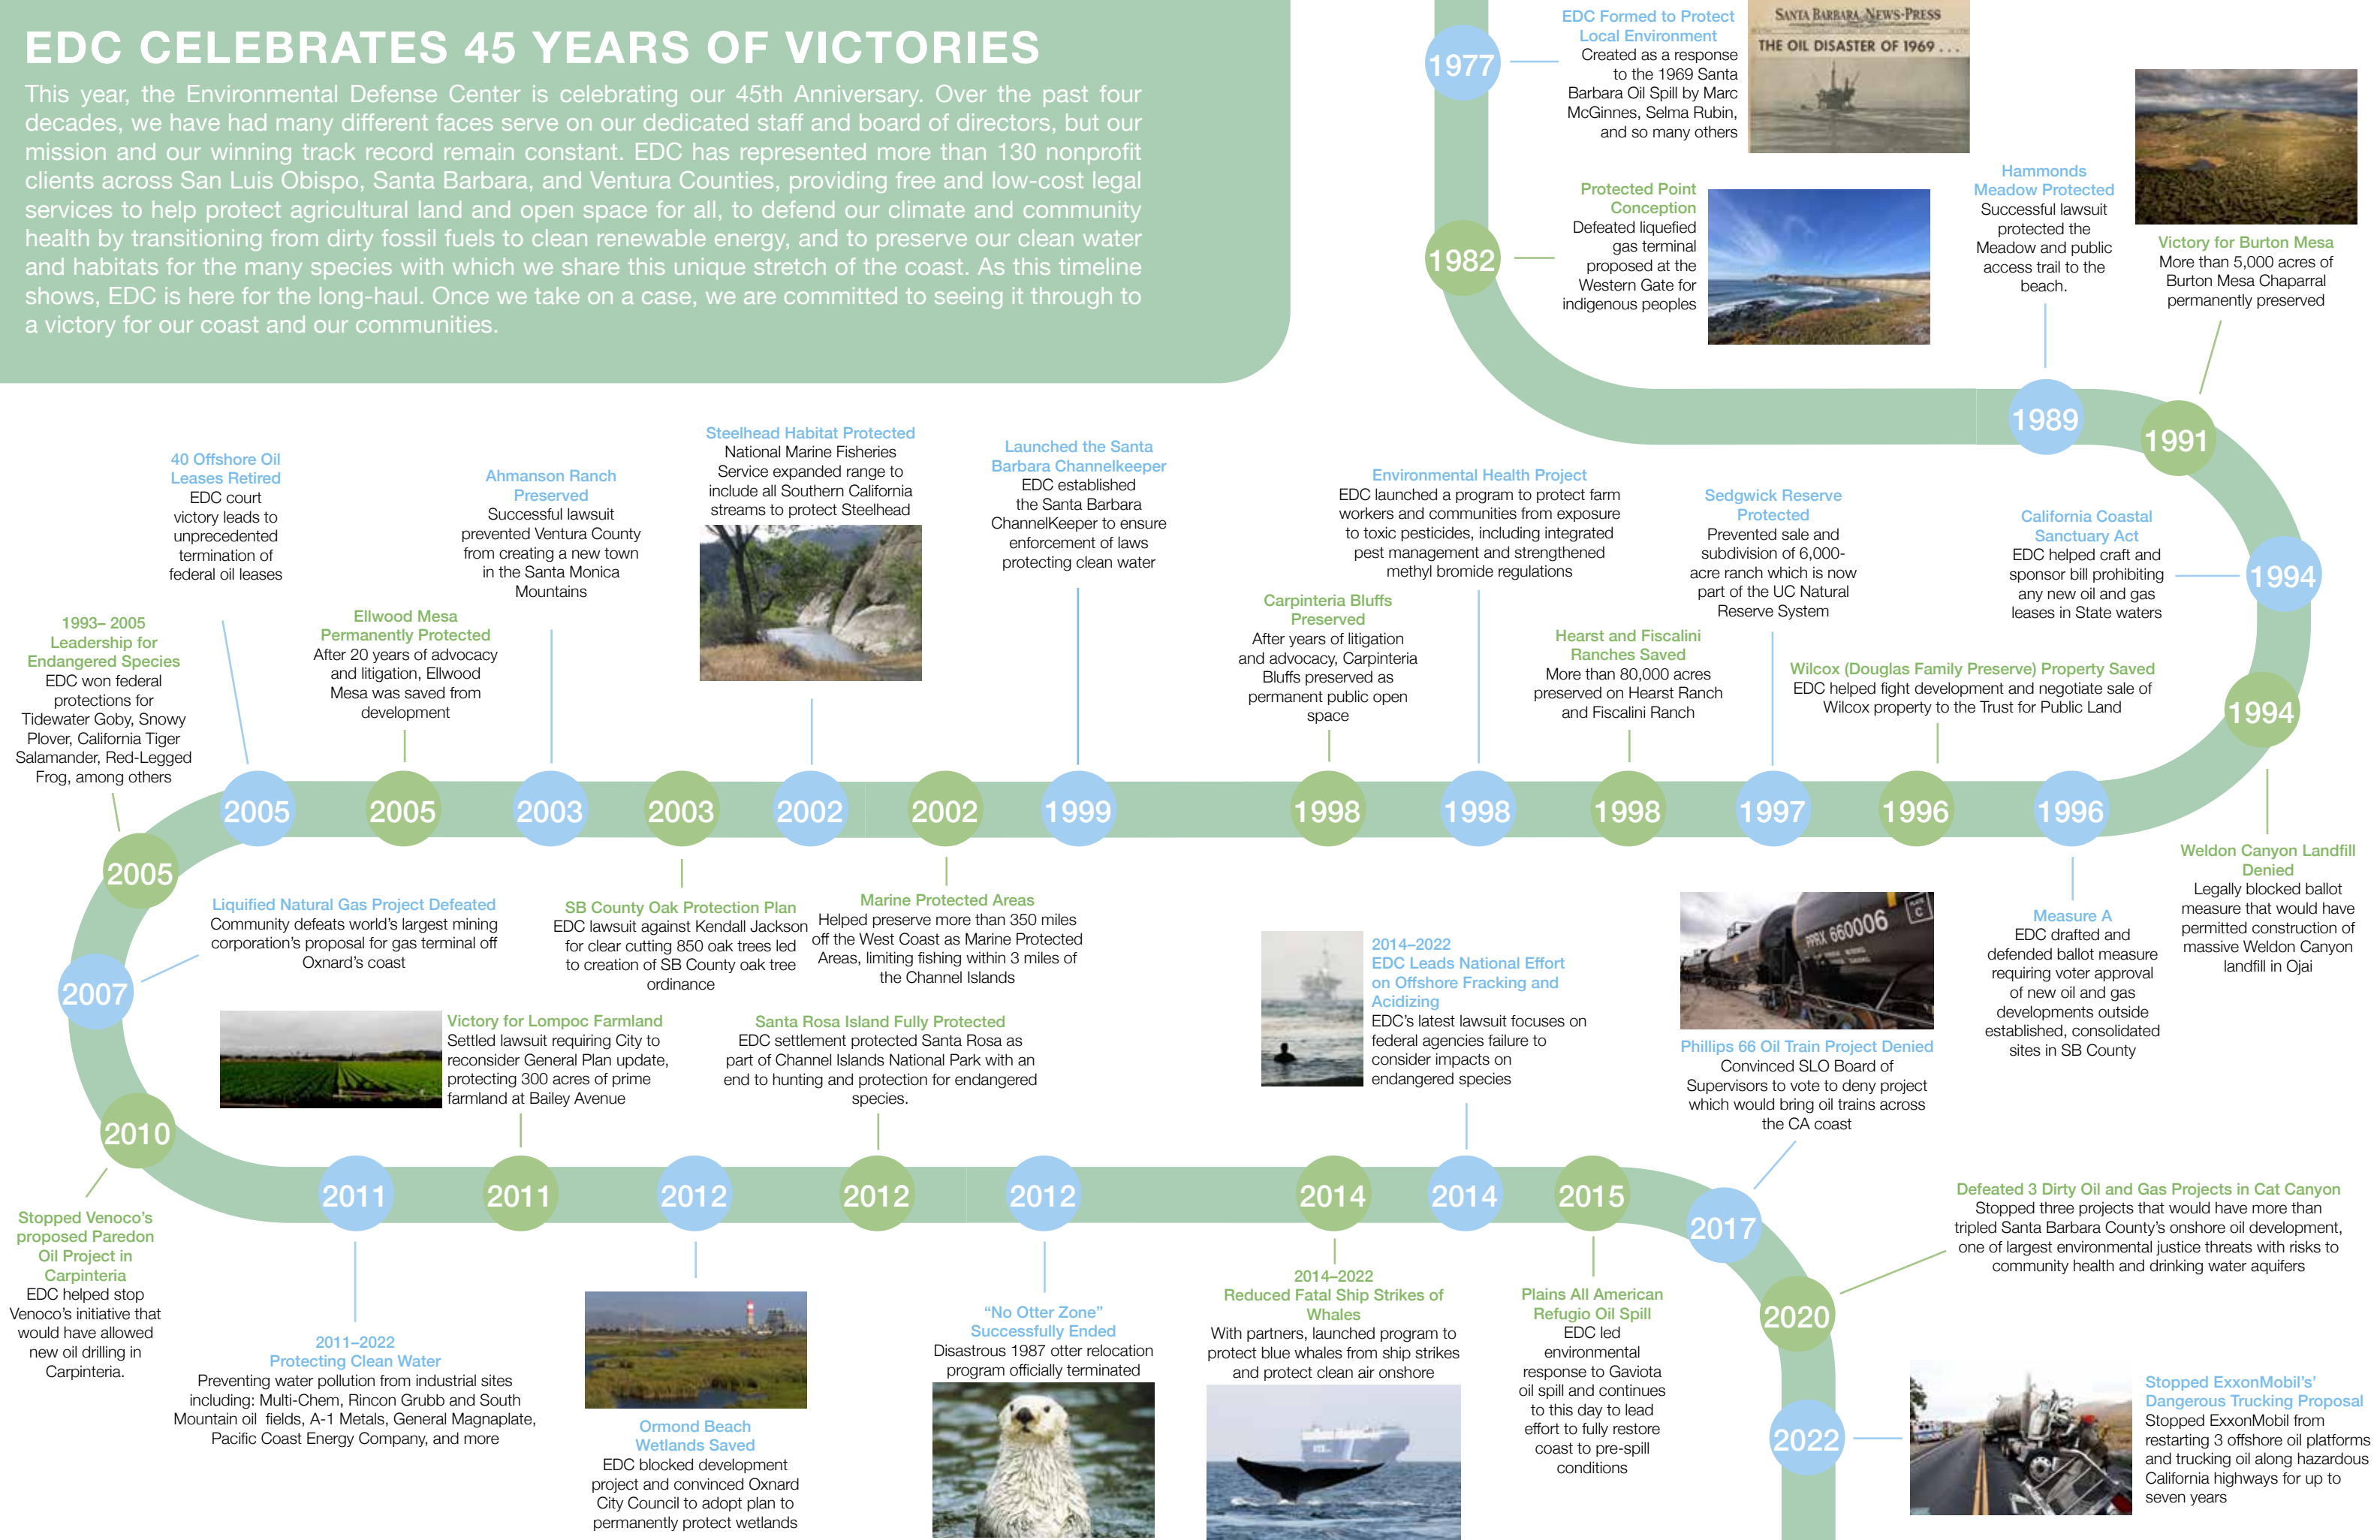 EDC CELEBRATES 45 YEARS OF VICTORIES
This year, the Environmental Defense Center is celebrating our 45th Anniversary. Over the past four
decades, we have had many different faces serve on our dedicated staff and board of directors, but our
mission and our winning track record remain constant. EDC has represented more than 130 nonprofit
clients across San Luis Obispo, Santa Barbara, and Ventura Counties, providing free and low-cost legal
services to help protect agricultural land and open space for all, to defend our climate and community
health by transitioning from dirty fossil fuels to clean renewable energy, and to preserve our clean water
and habitats for the many species with which we share this unique stretch of the coast. As this timeline
shows, EDC is here for the long-haul. Once we take on a case, we are committed to seeing it through to
a victory for our coast and our communities.
1977
EDC Formed to Protect
Local Environment
Created as a response
to the 1969 Santa
Barbara Oil Spill by Marc
McGinnes, Selma Rubin,
and so many others
SANTA BARBARA NEWS-PRESS
THE OIL DISASTER OF 1969 . . .
1982
Protected Point
Conception
Defeated liquefied
gas terminal
proposed at the
Western Gate for
indigenous peoples
1989
Hammonds
Meadow Protected
Successful lawsuit
protected the
Meadow and public
access trail to the
beach.
1991
Victory for Burton Mesa
More than 5,000 acres of
Burton Mesa Chaparral
permanently preserved
1994
California Coastal
Sanctuary Act
EDC helped craft and
sponsor bill prohibiting
any new oil and gas
leases in State waters
1994
Weldon Canyon Landfill
Denied
Legally blocked ballot
measure that would have
permitted construction of
massive Weldon Canyon
landfill in Ojai
1996
Measure A
EDC drafted and
defended ballot measure
requiring voter approval
of new oil and gas
developments outside
established, consolidated
sites in SB County
1996
Wilcox (Douglas Family Preserve) Property Saved
EDC helped fight development and negotiate sale of
Wilcox property to the Trust for Public Land
1997
Sedgwick Reserve
Protected
Prevented sale and
subdivision of 6,000-
acre ranch which is now
part of the UC Natural
Reserve System
1998
Hearst and Fiscalini
Ranches Saved
More than 80,000 acres
preserved on Hearst Ranch
and Fiscalini Ranch
1998
Environmental Health Project
EDC launched a program to protect farm
workers and communities from exposure
to toxic pesticides, including integrated
pest management and strengthened
methyl bromide regulations
1998
Carpinteria Bluffs
Preserved
After years of litigation
and advocacy, Carpinteria
Bluffs preserved as
permanent public open
space
1999
Launched the Santa
Barbara Channelkeeper
EDC established
the Santa Barbara
ChannelKeeper to ensure
enforcement of laws
protecting clean water
2002
Marine Protected Areas
Helped preserve more than 350 miles
off the West Coast as Marine Protected
Areas, limiting fishing within 3 miles of
the Channel Islands
2002
Steelhead Habitat Protected
National Marine Fisheries
Service expanded range to
include all Southern California
streams to protect Steelhead
2003
SB County Oak Protection Plan
EDC lawsuit against Kendall Jackson
for clear cutting 850 oak trees led
to creation of SB County oak tree
ordinance
2003
Ahmanson Ranch
Preserved
Successful lawsuit
prevented Ventura County
from creating a new town
in the Santa Monica
Mountains
2005
Ellwood Mesa
Permanently Protected
After 20 years of advocacy
and litigation, Ellwood
Mesa was saved from
development
2005
40 Offshore Oil
Leases Retired
EDC court
victory leads to
unprecedented
termination of
federal oil leases
2005
1993– 2005
Leadership for
Endangered Species
EDC won federal
protections for
Tidewater Goby, Snowy
Plover, California Tiger
Salamander, Red-Legged
Frog, among others
2007
Liquified Natural Gas Project Defeated
Community defeats world's largest mining
corporation's proposal for gas terminal off
Oxnard's coast
2010
Stopped Venoco's
proposed Paredon
Oil Project in
Carpinteria
EDC helped stop
Venoco's initiative that
would have allowed
new oil drilling in
Carpinteria.
2011
2011–2022
Protecting Clean Water
Preventing water pollution from industrial sites
including: Multi-Chem, Rincon Grubb and South
Mountain oil fields, A-1 Metals, General Magnaplate,
Pacific Coast Energy Company, and more
2011
Victory for Lompoc Farmland
Settled lawsuit requiring City to
reconsider General Plan update,
protecting 300 acres of prime
farmland at Bailey Avenue
2012
Ormond Beach
Wetlands Saved
EDC blocked development
project and convinced Oxnard
City Council to adopt plan to
permanently protect wetlands
2012
Santa Rosa Island Fully Protected
EDC settlement protected Santa Rosa as
part of Channel Islands National Park with an
end to hunting and protection for endangered
species.
2012
“No Otter Zone”
Successfully Ended
Disastrous 1987 otter relocation
program officially terminated
2014
2014–2022
Reduced Fatal Ship Strikes of
Whales
With partners, launched program to
protect blue whales from ship strikes
and protect clean air onshore
2014
2014–2022
EDC Leads National Effort
on Offshore Fracking and
Acidizing
EDC's latest lawsuit focuses on
federal agencies failure to
consider impacts on
endangered species
2015
Plains All American
Refugio Oil Spill
EDC led
environmental
response to Gaviota
oil spill and continues
to this day to lead
effort to fully restore
coast to pre-spill
conditions
2017
PPRX 660006
C
Phillips 66 Oil Train Project Denied
Convinced SLO Board of
Supervisors to vote to deny project
which would bring oil trains across
the CA coast
2020
Defeated 3 Dirty Oil and Gas Projects in Cat Canyon
Stopped three projects that would have more than
tripled Santa Barbara County's onshore oil development,
one of largest environmental justice threats with risks to
community health and drinking water aquifers
2022
Stopped ExxonMobil's'
Dangerous Trucking Proposal
Stopped ExxonMobil from
restarting 3 offshore oil platforms
and trucking oil along hazardous
California highways for up to
seven years